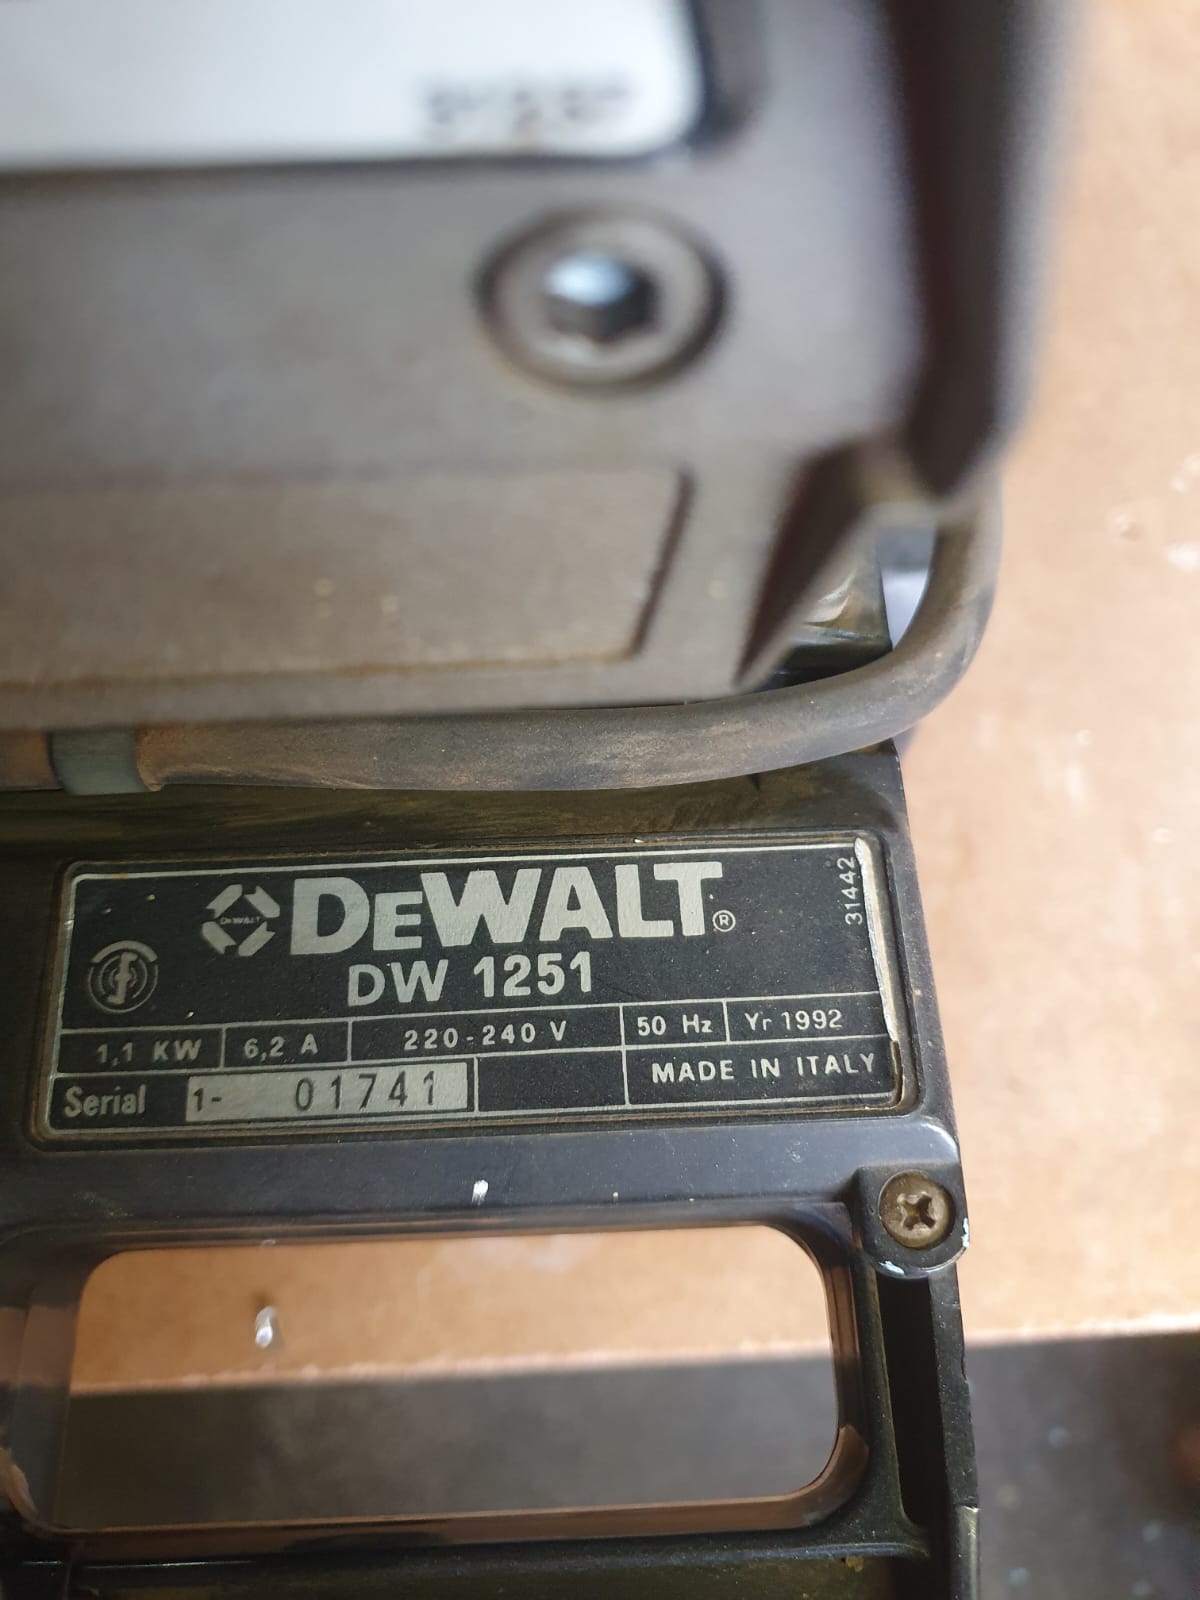 DeWALT®
DeWALT
31442
DW 1251
1,1 KW 6,2 A 220-240 V 50 Hz Yr 1992
Serial 1- 01741 MADE IN ITALY